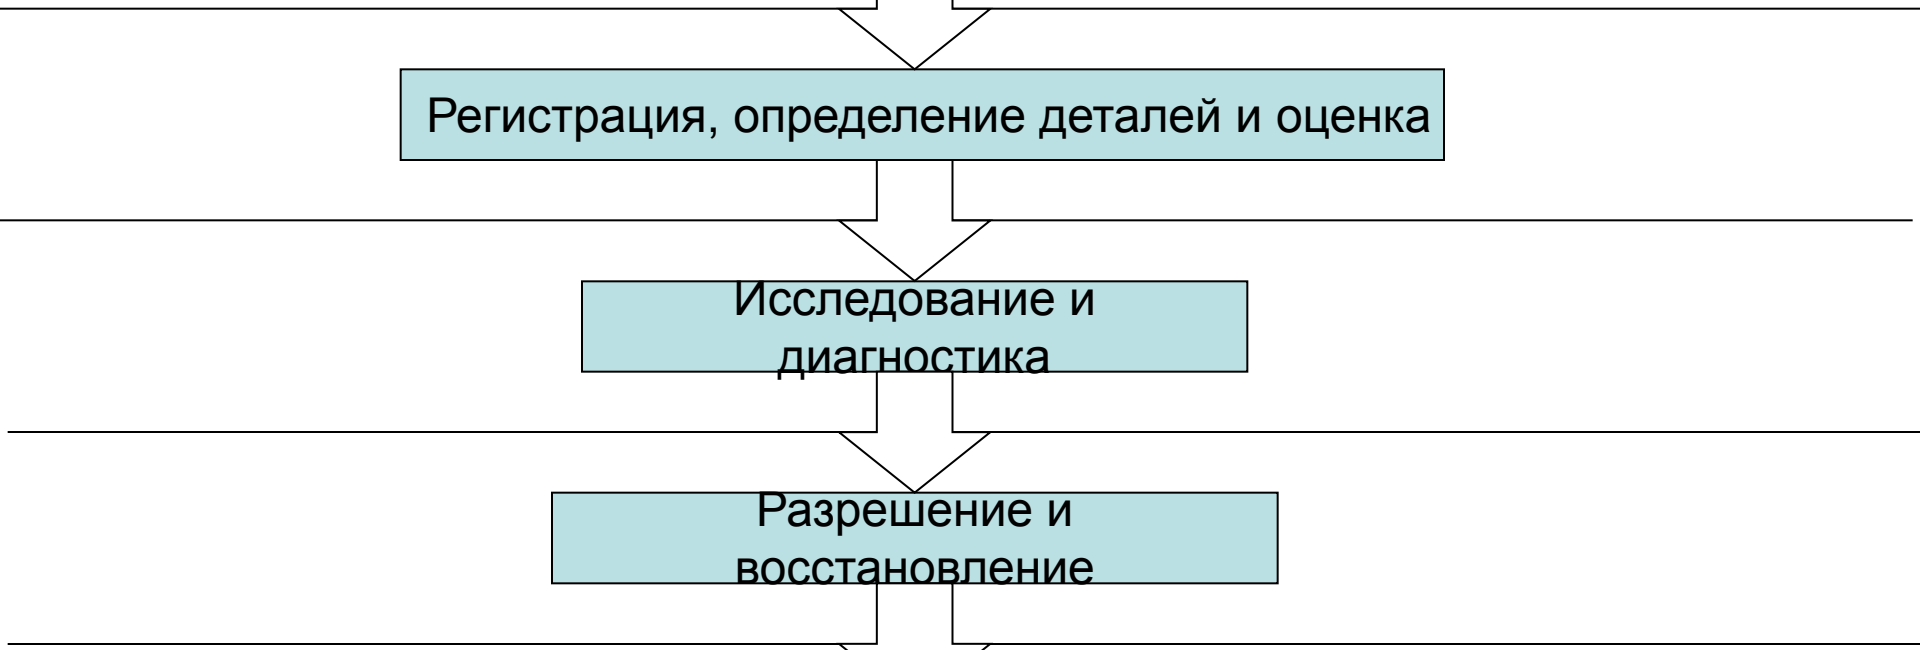 Регистрация, определение деталей и оценка
Исследование и
диагностика
Разрешение и
восстановление